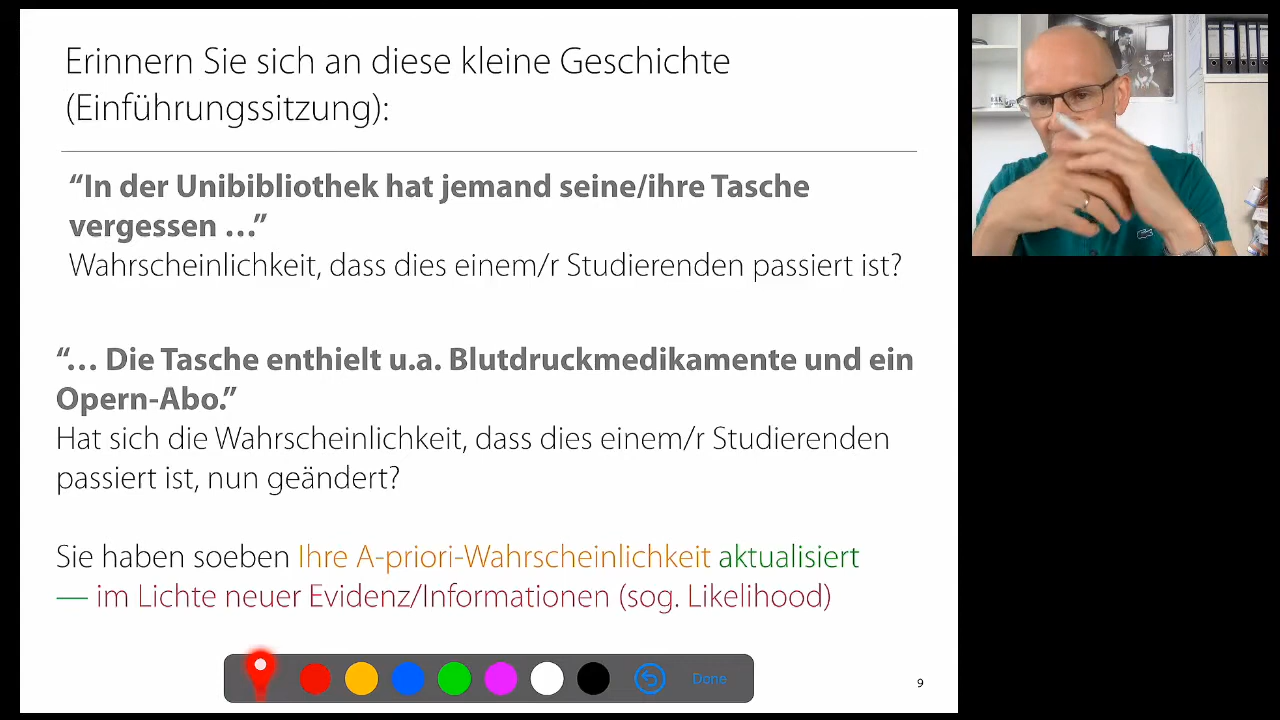 Erinnern Sie sich an diese kleine Geschichte
(Einführungssitzung):
“In der Unibibliothek hat jemand seine/ihre Tasche
vergessen …”
Wahrscheinlichkeit, dass dies einem/r Studierenden passiert ist?
“… Die Tasche enthielt u.a. Blutdruckmedikamente und ein
Opern-Abo.”
Hat sich die Wahrscheinlichkeit, dass dies einem/r Studierenden
passiert ist, nun geändert?
Sie haben soeben Ihre A-priori-Wahrscheinlichkeit aktualisiert
— im Lichte neuer Evidenz/Informationen (sog. Likelihood)
Done
9